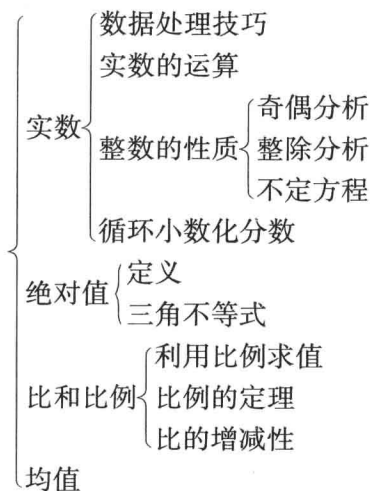 数据处理技巧
实数的运算
实数
整数的性质
奇偶分析
整除分析
不定方程
循环小数化分数
绝对值
定义
三角不等式
比和比例
利用比例求值
比例的定理
比的增减性
均值